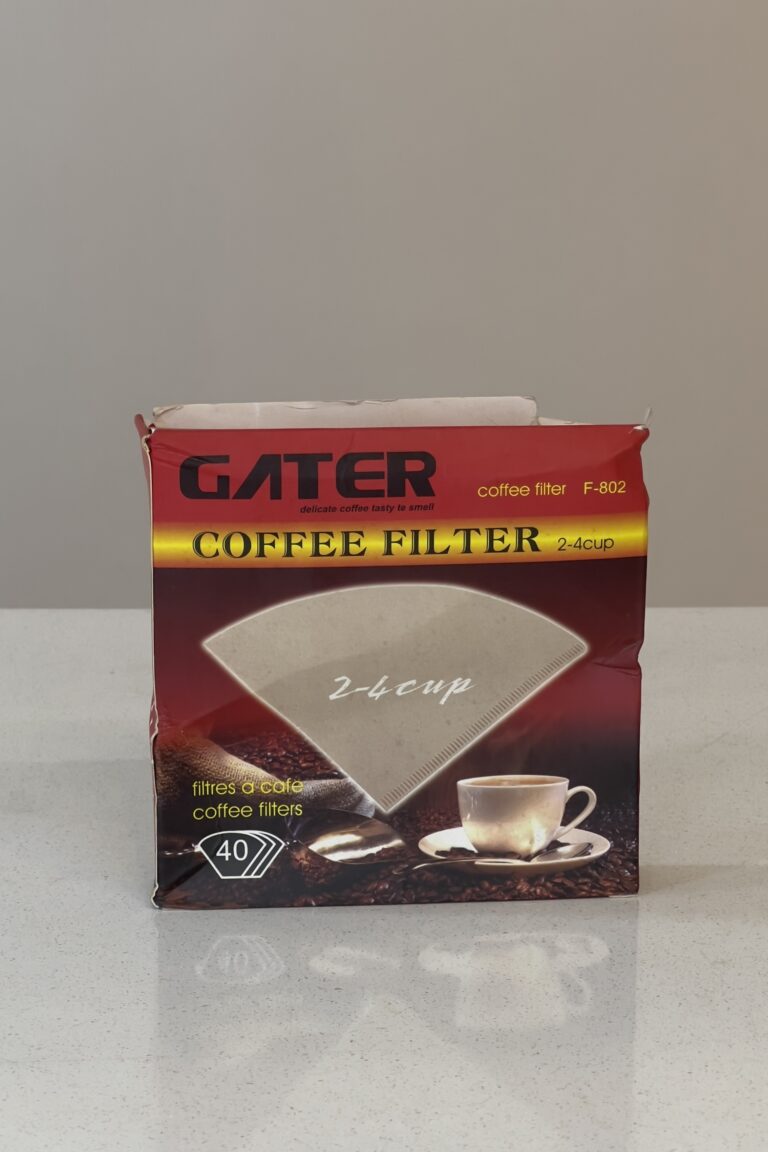 GATER
delicate coffee tasty te smell
coffee filter F-802
COFFEE FILTER 2-4cup
2-4cup
filtres a café
coffee filters
40